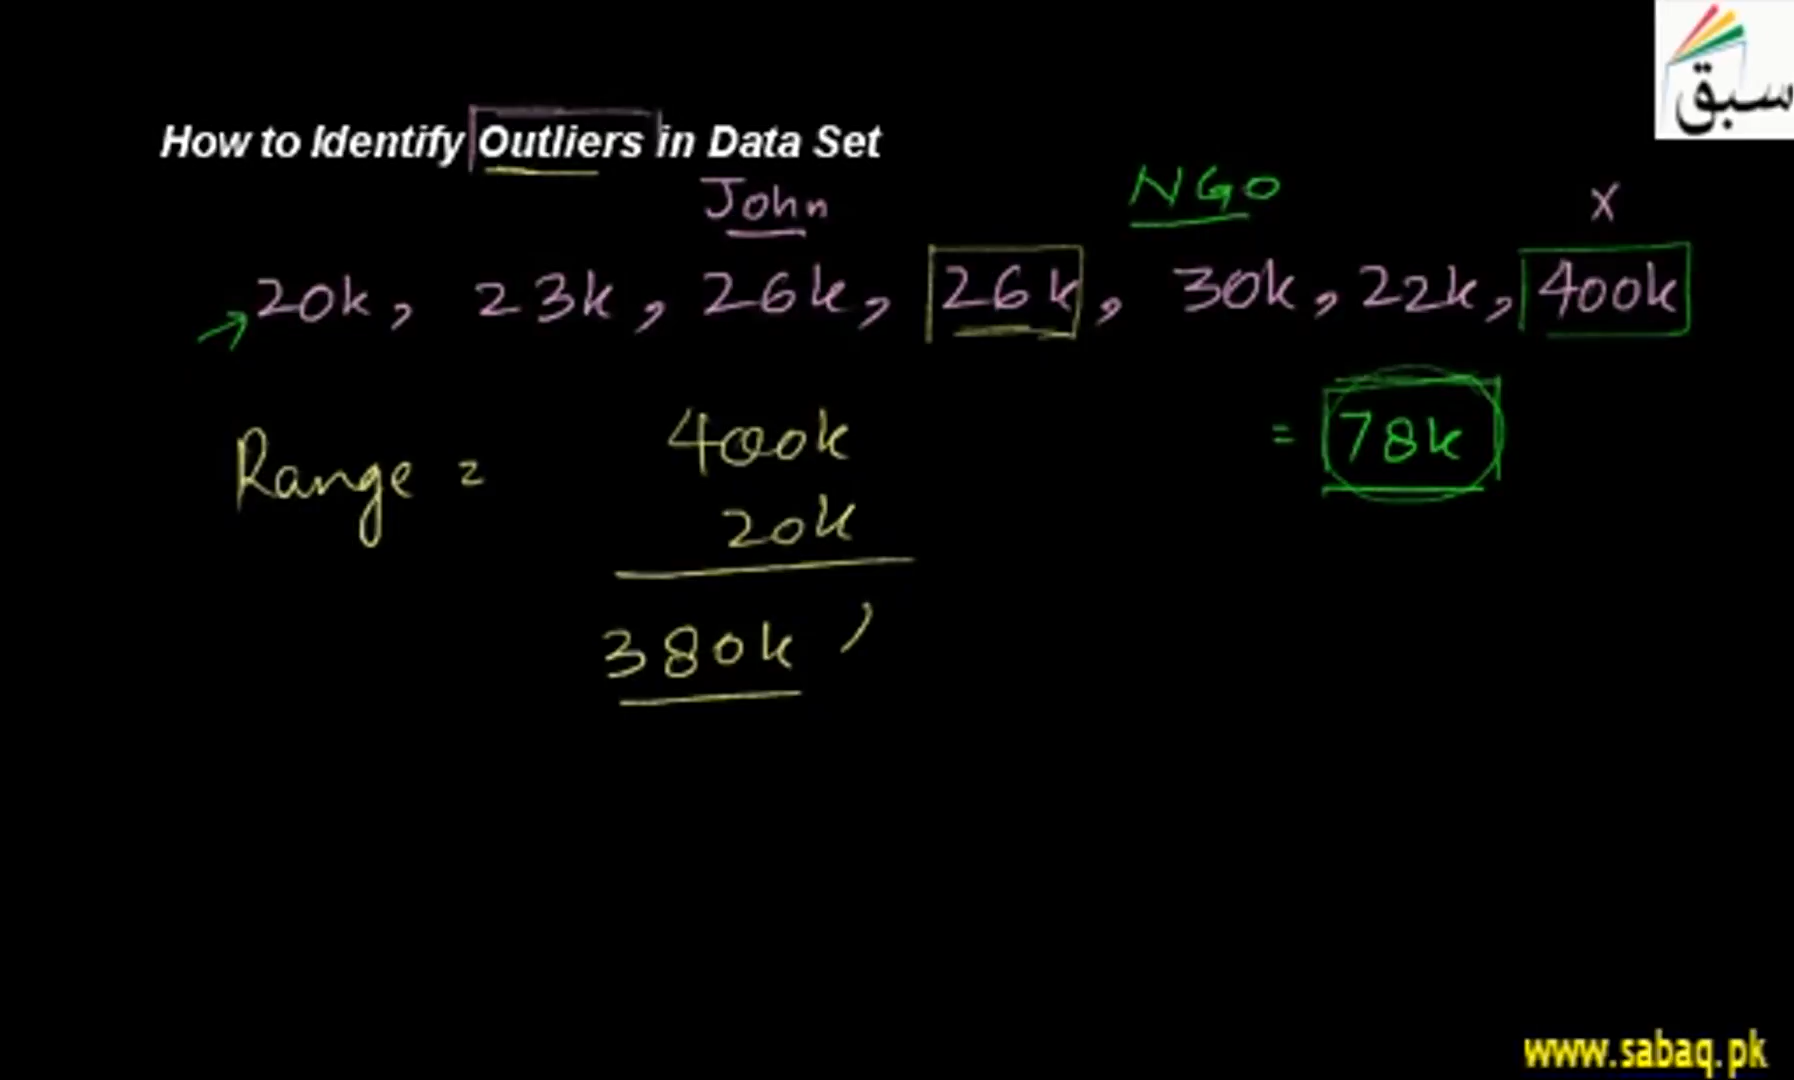 سبق
How to Identify Outliers in Data Set
John NGO X
20k, 23k, 26k, 26k, 30k, 22k, 400k
= 78k
Range = 400k
20k
380k,
www.sabaq.pk